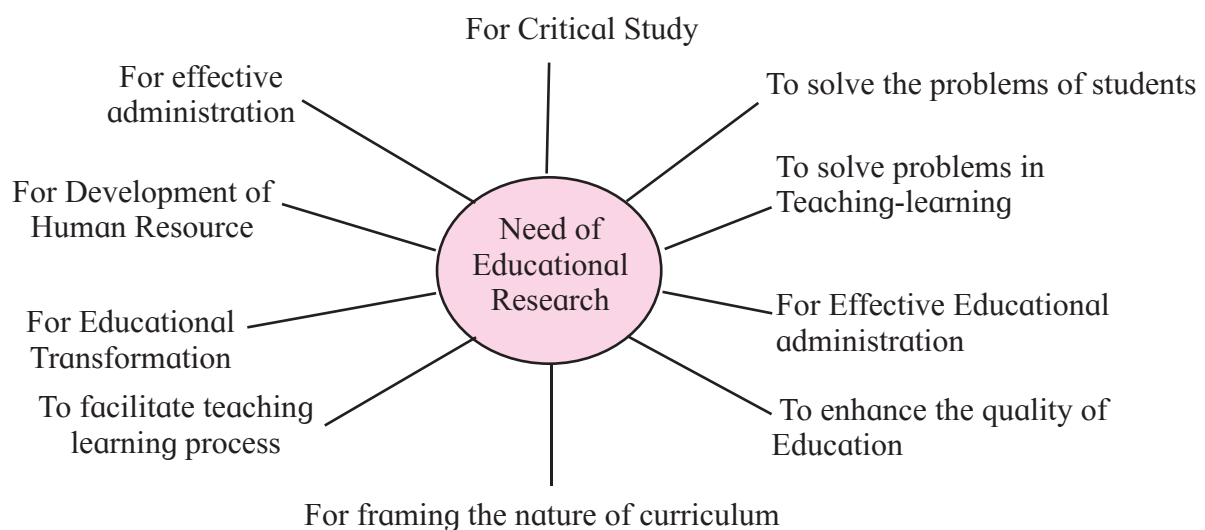 For Critical Study
To solve the problems of students
To solve problems in
Teaching-learning
For Effective Educational
administration
To enhance the quality of
Education
For framing the nature of curriculum
To facilitate teaching
learning process
For Educational
Transformation
For Development of
Human Resource
For effective
administration
Need of
Educational
Research